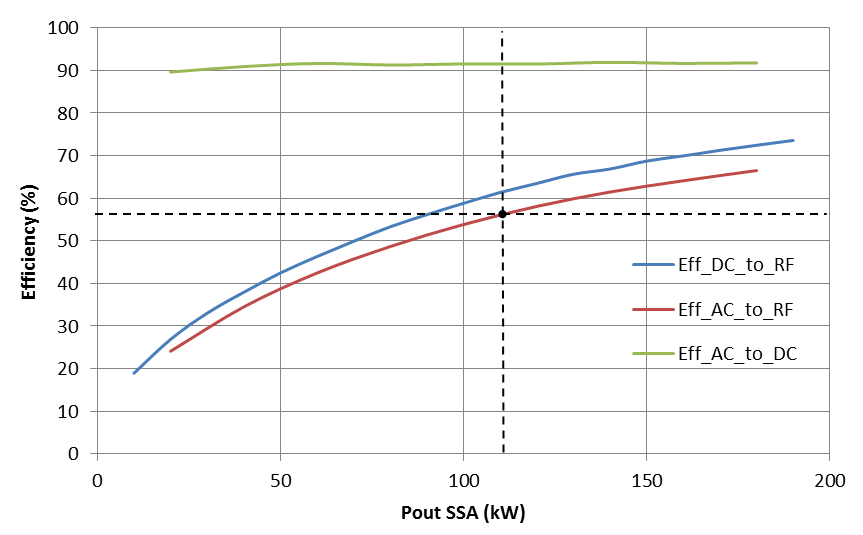 100
90
80
70
60
50
40
30
20
10
0
Efficiency (%)
Eff_DC_to_RF
Eff_AC_to_RF
Eff_AC_to_DC
0 50 100 150 200
Pout SSA (kW)